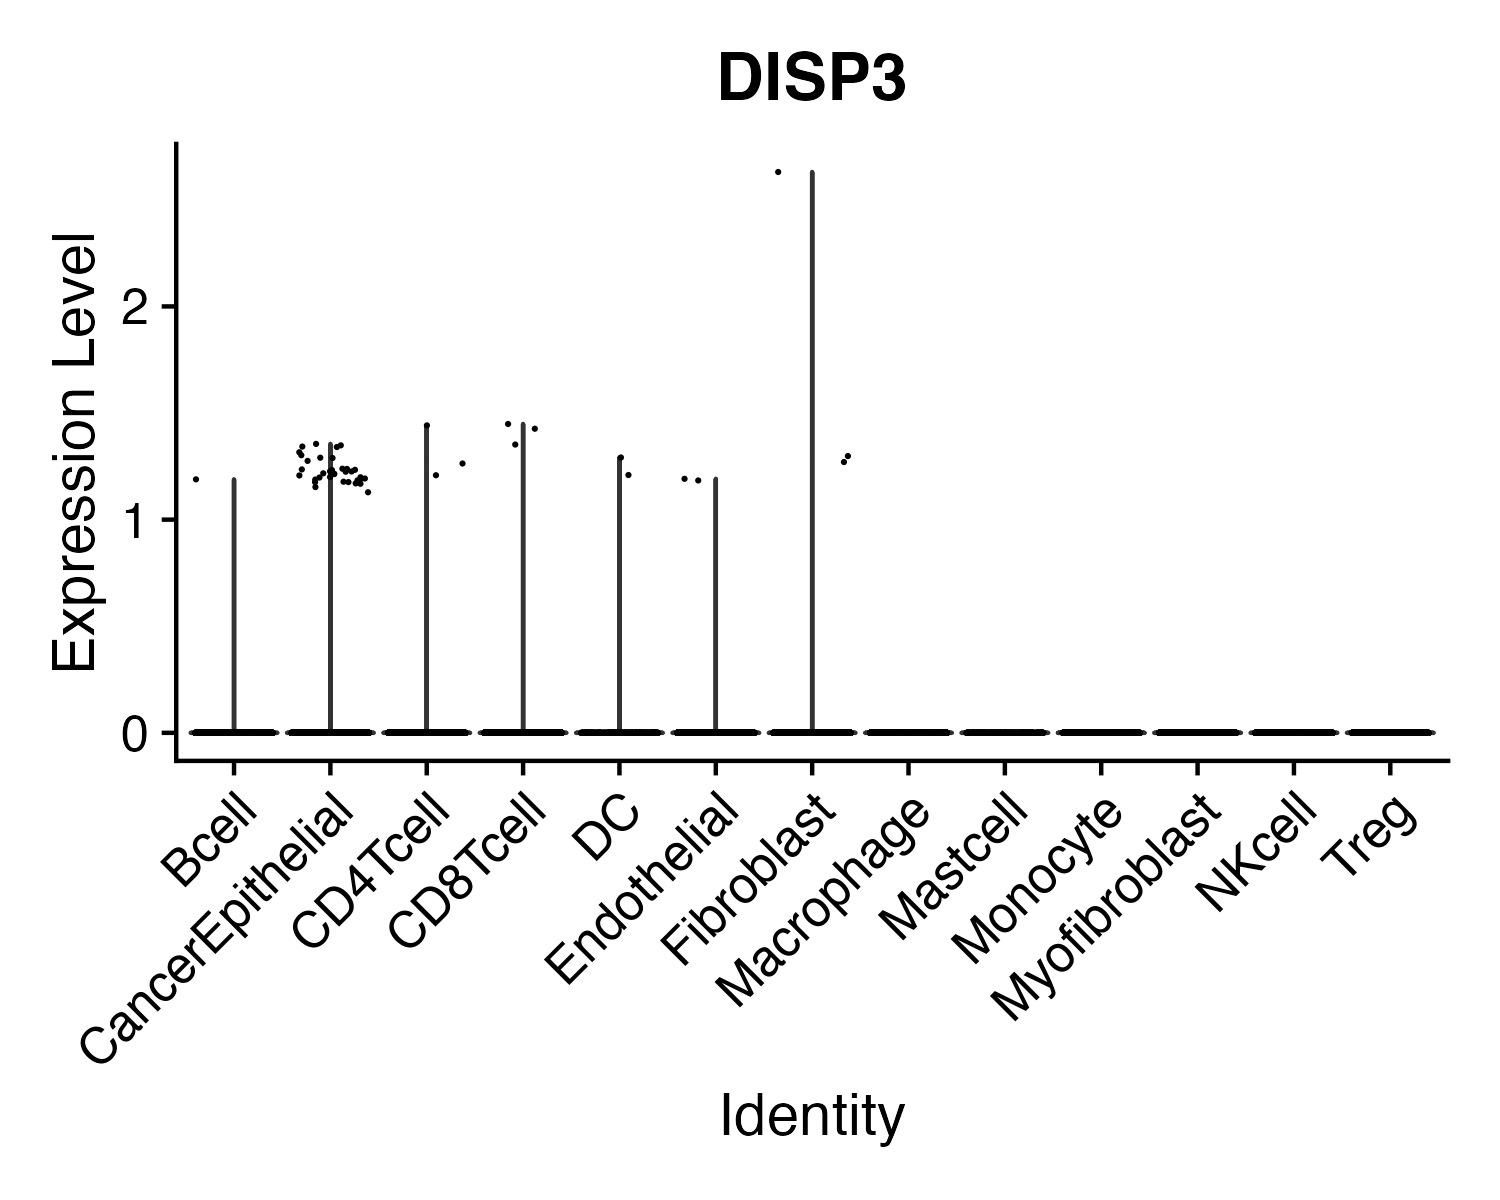 DISP3
Expression Level
2
1
0
Bcell
CancerEpithelial
CD4Tcell
CD8Tcell
DC
Endothelial
Fibroblast
Macrophage
Mastcell
Monocyte
Myofibroblast
NKcell
Treg
Identity